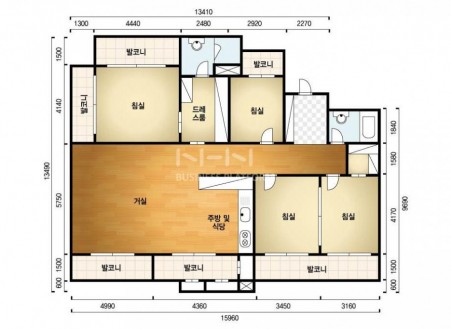 13410
1300 4440 2480 2920 2270
1500
4140
13490
5750
1500
600
발코니
발코니
발코니
침실
드레
스룸
침실
1840
1580
9690
4170
1500
600
NHN
BUSINESS PLATFORM
거실
주방 및
식당
침실
침실
발코니
발코니
발코니
4990 4360 3450 3160
15960